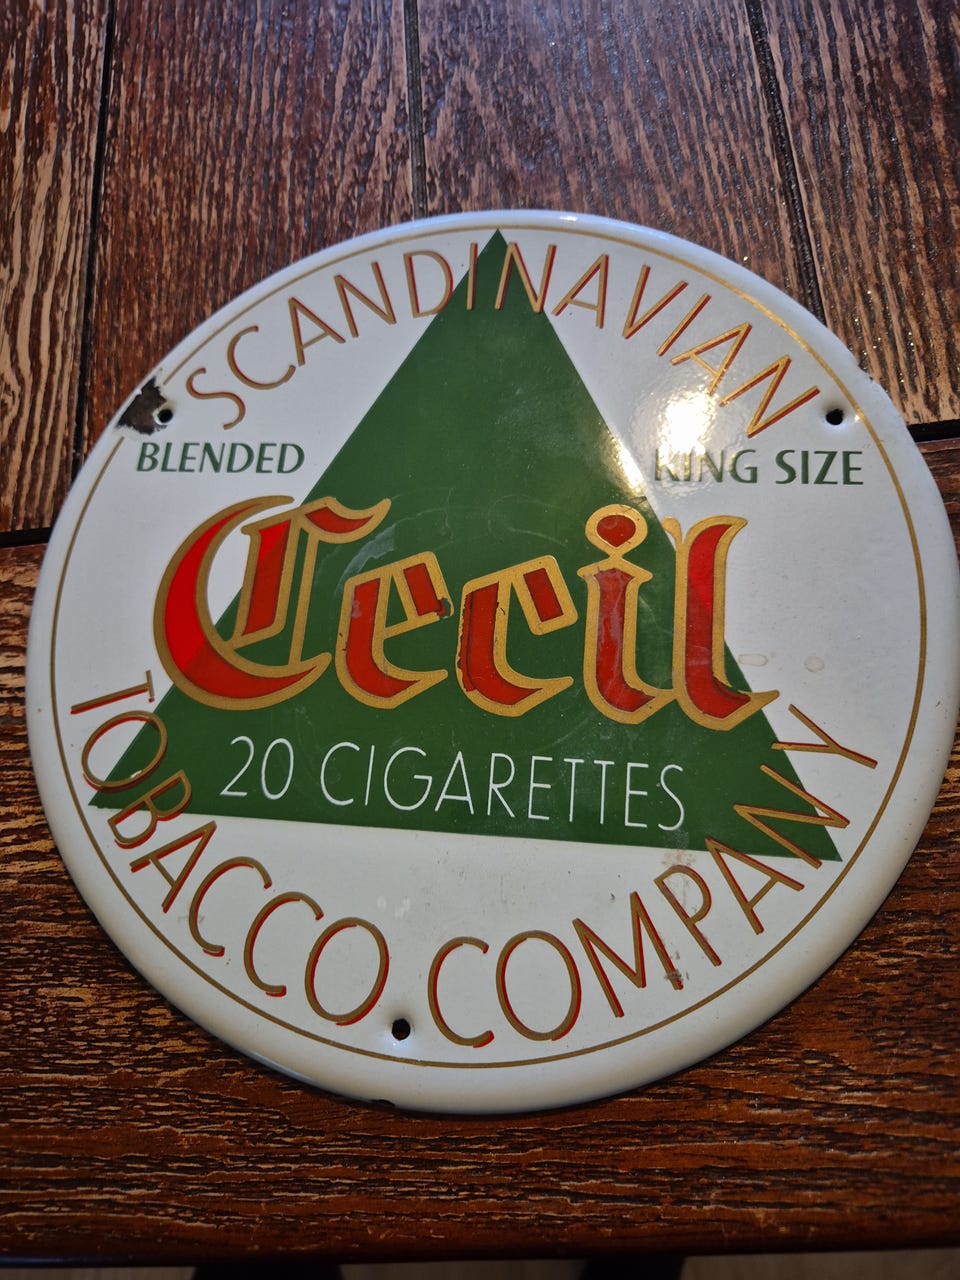 SCANDINAVIAN
BLENDED KING SIZE
Cecil
20 CIGARETTES
TOBACCO COMPANY